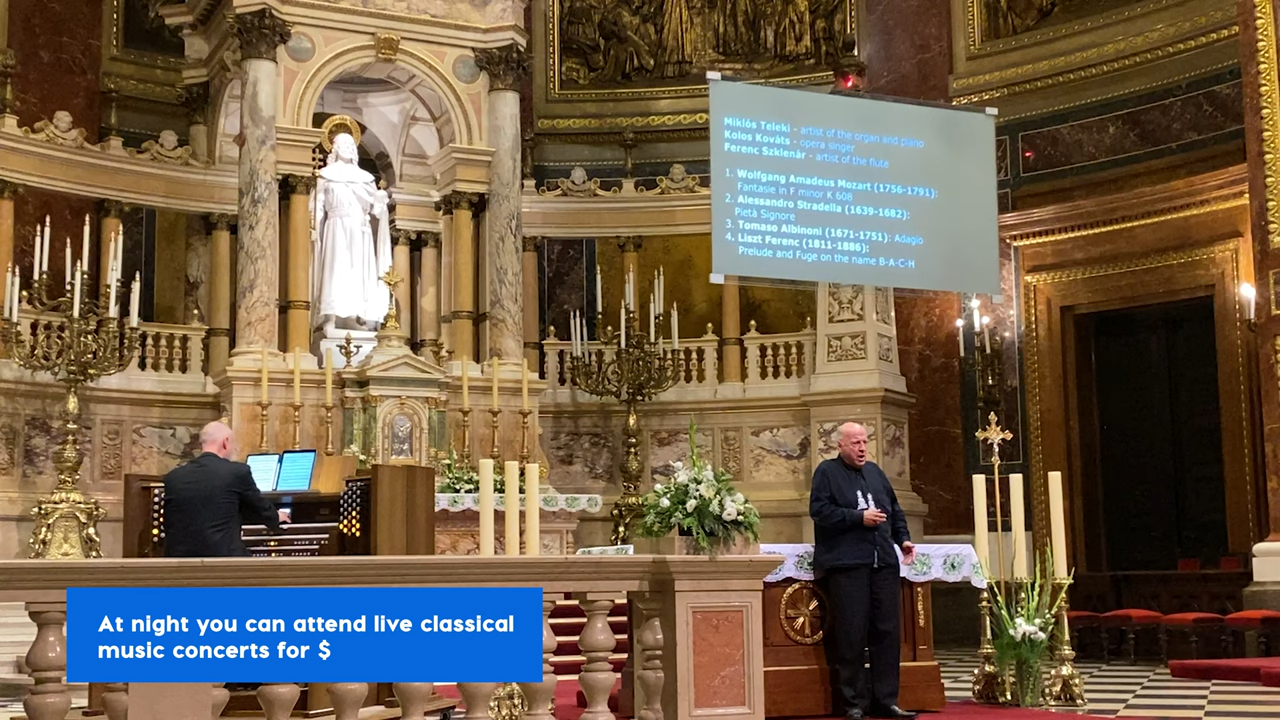 Miklós Teleki - artist of the organ and piano
Kolos Kováts - opera singer
Ferenc Szklenár - artist of the flute
1. Wolfgang Amadeus Mozart (1756-1791):
Fantasie in F minor K 608
2. Alessandro Stradella (1639-1682):
Pietà Signore
3. Tomaso Albinoni (1671-1751): Adagio
4. Liszt Ferenc (1811-1886):
Prelude and Fuge on the name B-A-C-H
At night you can attend live classical
music concerts for $